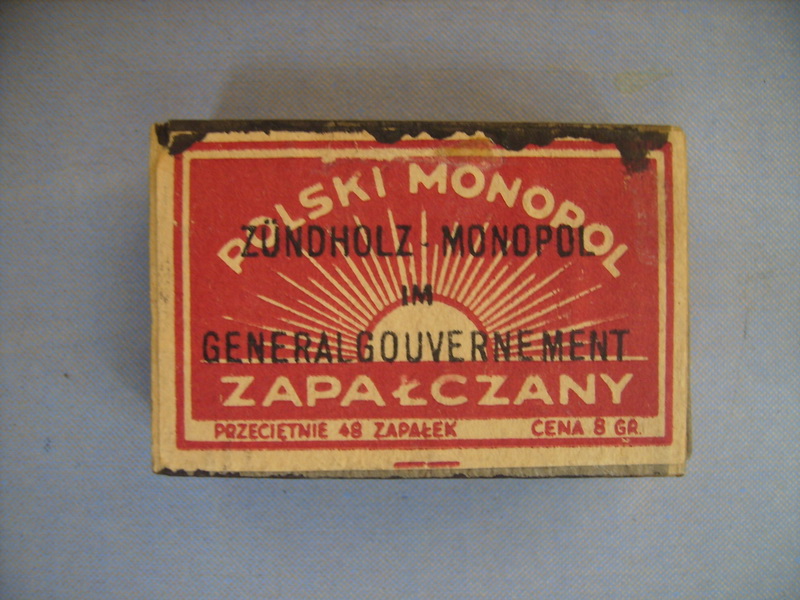 POLSKI MONOPOL
ZÜNDHOLZ-MONOPOL
IM
GENERALGOUVERNEMENT
ZAPAŁCZANY
PRZECIĘTNIE 48 ZAPAŁEK CENA 8 GR.